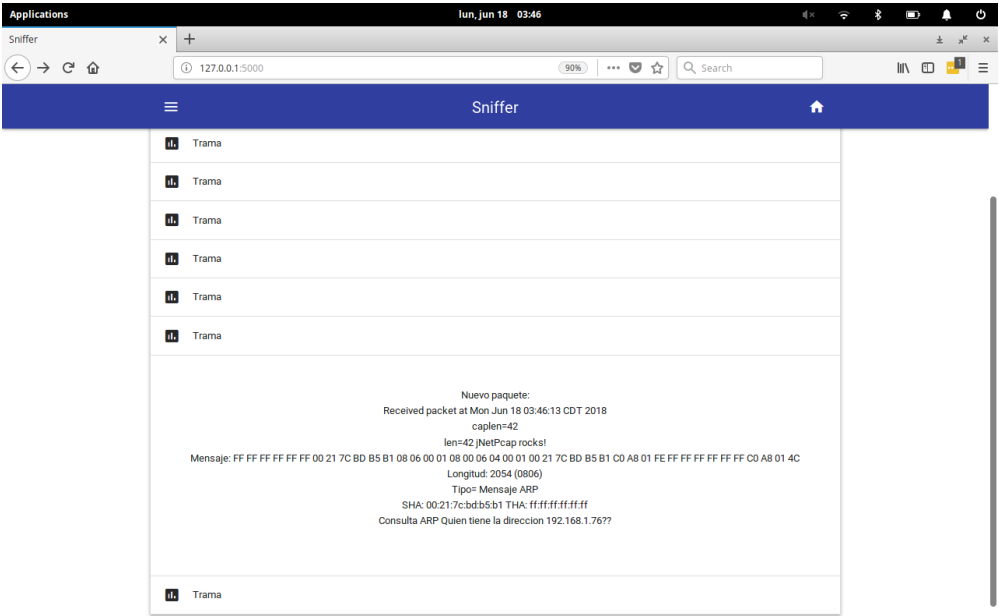 Applications
lun, jun 18 03:46
Sniffer
127.0.0.1:5000
90%
Search
1
Sniffer
Trama
Trama
Trama
Trama
Trama
Trama
Nuevo paquete:
Received packet at Mon Jun 18 03:46:13 CDT 2018
caplen=42
len=42 jNetPcap rocks!
Mensaje: FF FF FF FF FF FF 00 21 7C BD B5 B1 08 06 00 01 08 00 06 04 00 01 00 21 7C BD B5 B1 C0 A8 01 FE FF FF FF FF FF FF C0 A8 01 4C
Longitud: 2054 (0806)
Tipo= Mensaje ARP
SHA: 00:21:7c:bd:b5:b1 THA: ff:ff:ff:ff:ff:ff
Consulta ARP Quien tiene la direccion 192.168.1.76??
Trama